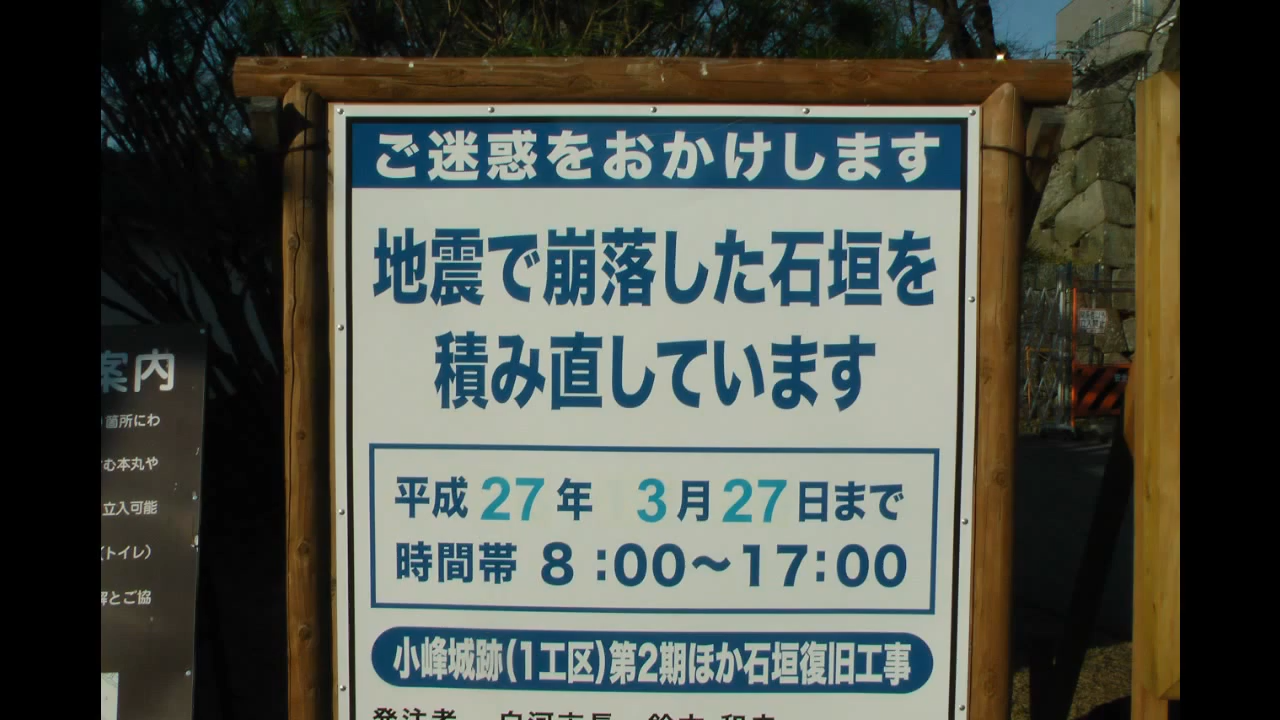 ご迷惑をおかけします
地震で崩落した石垣を
積み直しています
平成 27 年 3 月 27 日まで
時間帯 8:00〜17:00
小峰城跡(1工区)第2期ほか石垣復旧工事
発注者 白河市長 鈴木 和夫
案内
箇所にわ
む本丸や
立入可能
(トイレ)
解とご協